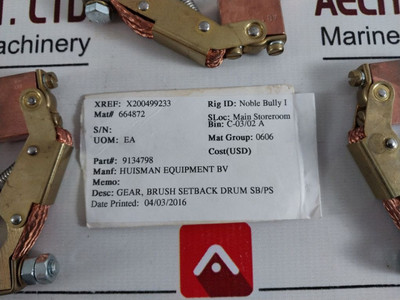 T. LTD
Machinery
AECH
Marine
XREF: X200499233 Rig ID: Noble Bully I
Mat# 664872 SLoc: Main Storeroom
Bin: C-03/02 A
S/N:
UOM: EA Mat Group: 0606
Cost(USD)
Part#: 9134798
Manf: HUISMAN EQUIPMENT BV
Memo:
Desc: GEAR, BRUSH SETBACK DRUM SB/PS
Date Printed: 04/03/2016